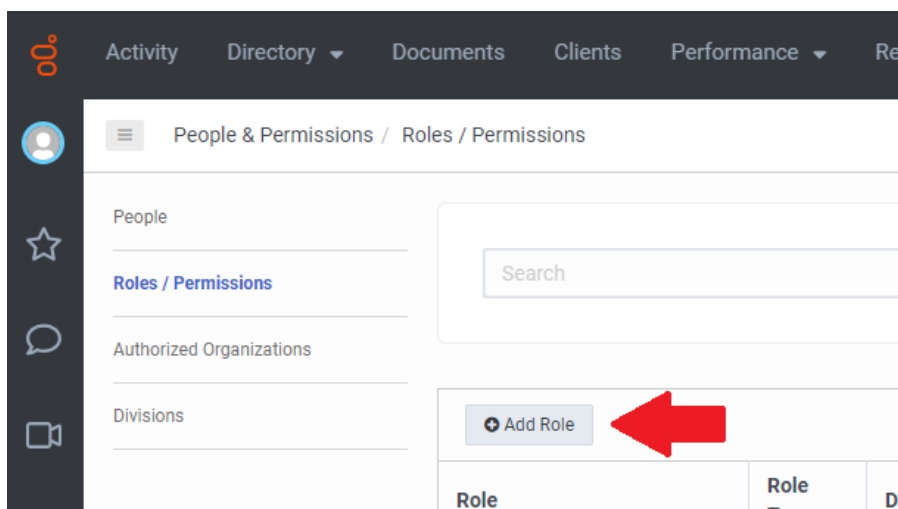 Activity Directory Documents Clients Performance Re
People & Permissions / Roles / Permissions
People
Roles / Permissions
Authorized Organizations
Divisions
Search
Add Role
Role
Role
D